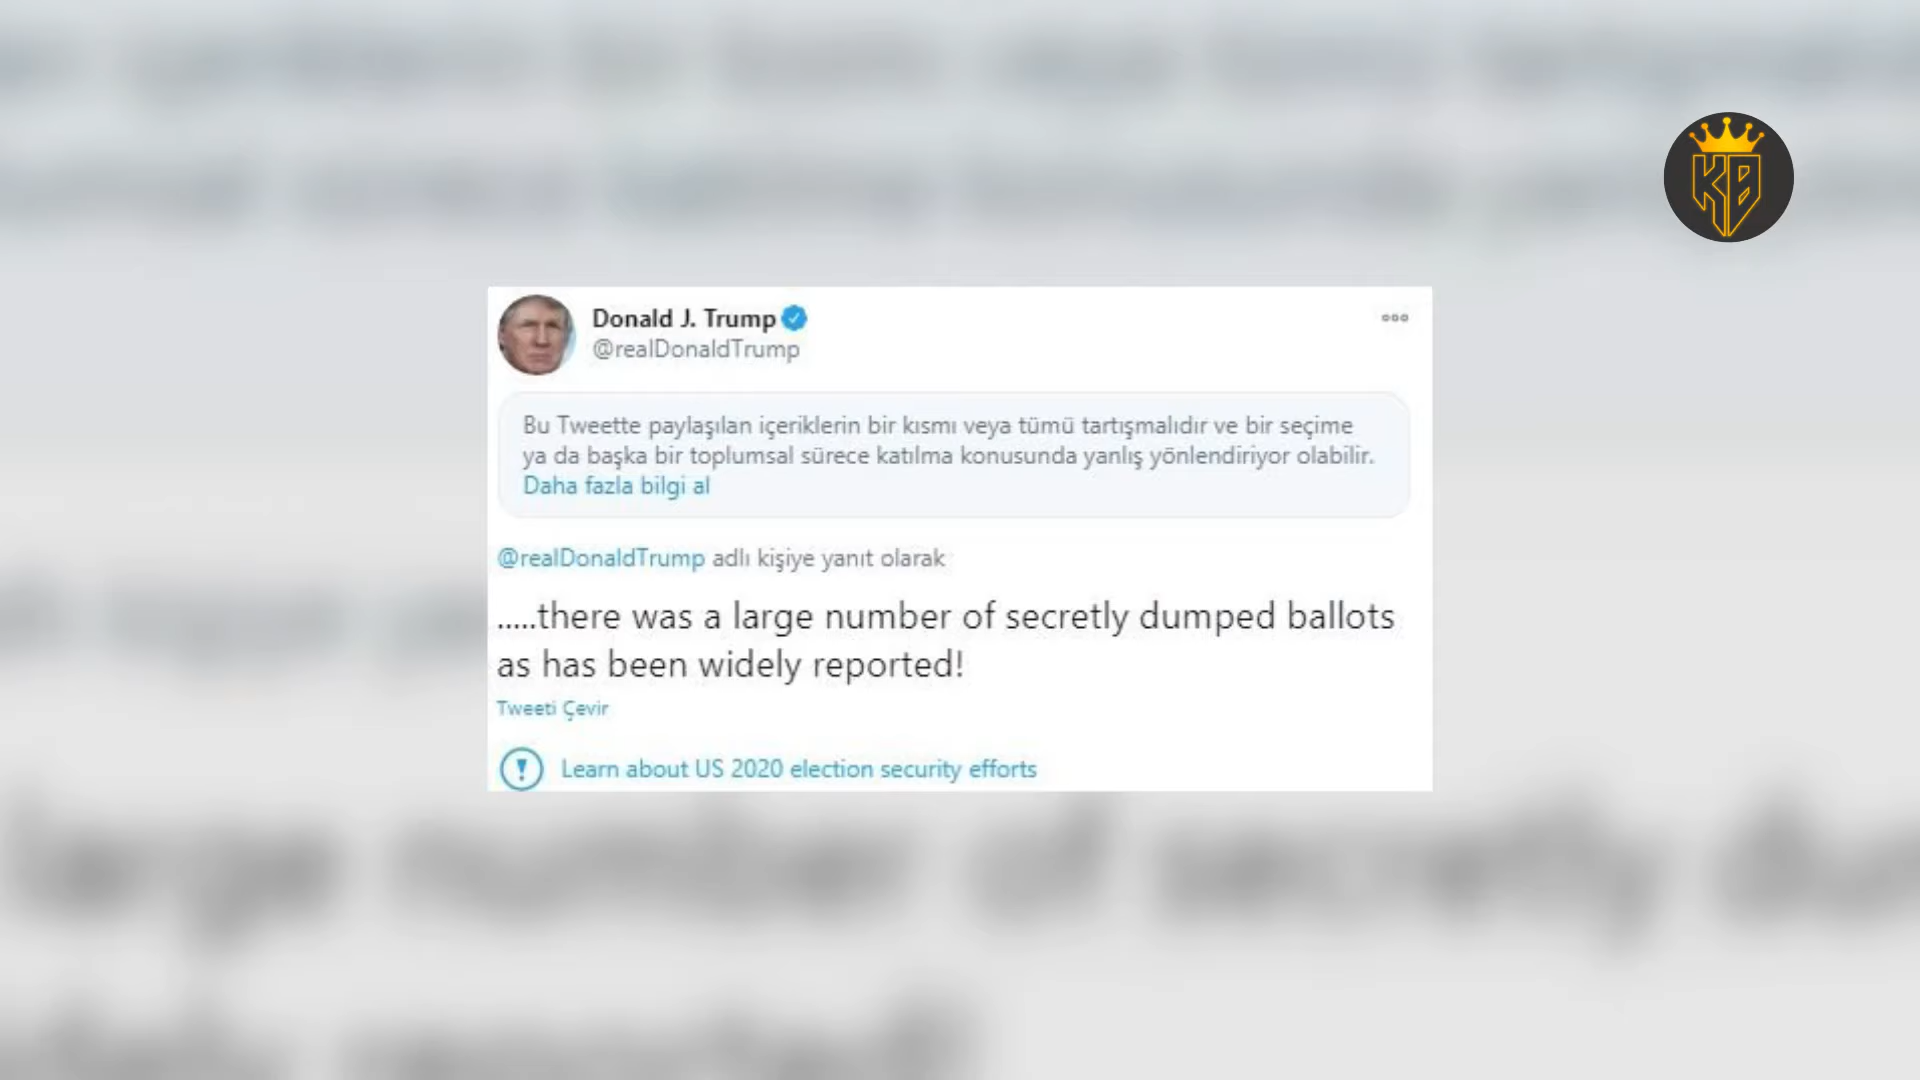 KB
Donald J. Trump
@realDonaldTrump
Bu Tweette paylaşılan içeriklerin bir kısmı veya tümü tartışmalıdır ve bir seçime
ya da başka bir toplumsal sürece katılma konusunda yanlış yönlendiriyor olabilir.
Daha fazla bilgi al
@realDonaldTrump adlı kişiye yanıt olarak
.....there was a large number of secretly dumped ballots
as has been widely reported!
Tweeti Çevir
Learn about US 2020 election security efforts